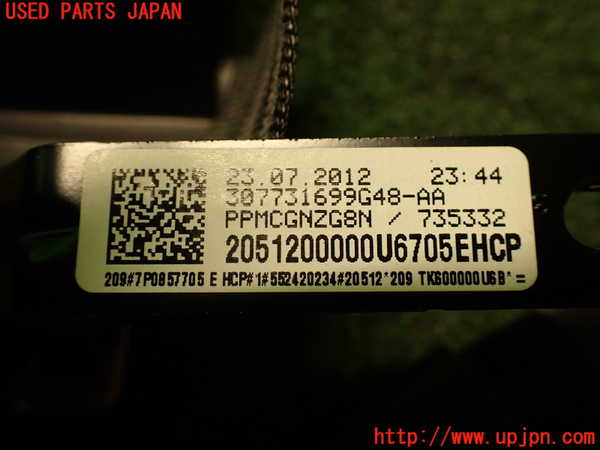 USED PARTS JAPAN
23.07.2012 23:44
307731699G48-AA
PPMCGNZG8N / 735332
2051200000U6705EHCP
209#7P0857705 E HCP#1#552420234#20512*209 TK600000U6B*=
http://www.upjpn.com